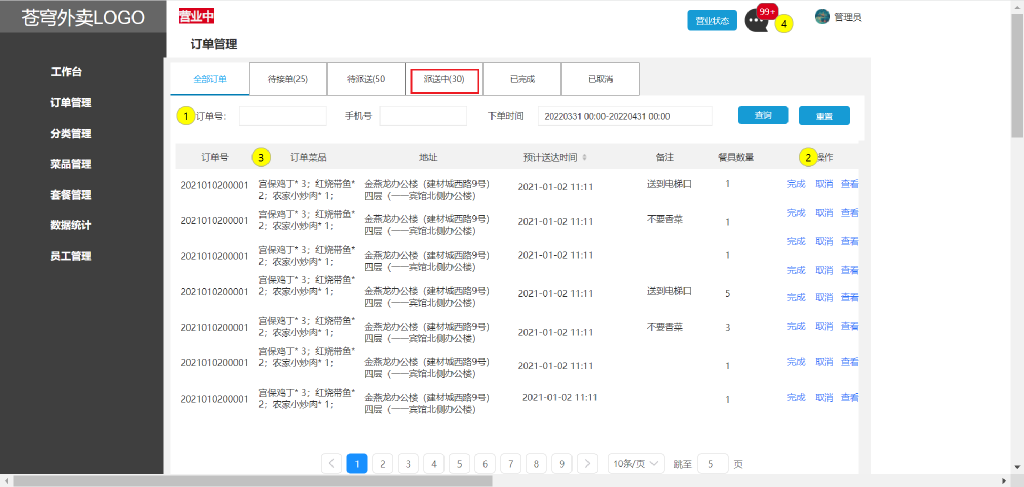 苍穹外卖LOGO
营业中
营业状态
99+
4
管理员
订单管理
工作台
订单管理
分类管理
菜品管理
套餐管理
数据统计
员工管理
全部订单 待接单(25) 待派送(50 派送中(30) 已完成 已取消
1 订单号: 手机号 下单时间 20220331 00:00-20220431 00:00 查询 重置
订单号 3 订单菜品 地址 预计送达时间 备注 餐具数量 2 操作
2021010200001 宫保鸡丁* 3；红烧带鱼* 2；农家小炒肉* 1； 金燕龙办公楼（建材城西路9号）四层（一一宾馆北侧办公楼） 2021-01-02 11:11 送到电梯口 1 完成 取消 查看
2021010200001 宫保鸡丁* 3；红烧带鱼* 2；农家小炒肉* 1； 金燕龙办公楼（建材城西路9号）四层（一一宾馆北侧办公楼） 2021-01-02 11:11 不要香菜 1 完成 取消 查看
完成 取消 查看
2021010200001 宫保鸡丁* 3；红烧带鱼* 2；农家小炒肉* 1； 金燕龙办公楼（建材城西路9号）四层（一一宾馆北侧办公楼） 2021-01-02 11:11 1 完成 取消 查看
2021010200001 宫保鸡丁* 3；红烧带鱼* 2；农家小炒肉* 1； 金燕龙办公楼（建材城西路9号）四层（一一宾馆北侧办公楼） 2021-01-02 11:11 送到电梯口 5 完成 取消 查看
2021010200001 宫保鸡丁* 3；红烧带鱼* 2；农家小炒肉* 1； 金燕龙办公楼（建材城西路9号）四层（一一宾馆北侧办公楼） 2021-01-02 11:11 不要香菜 3 完成 取消 查看
2021010200001 宫保鸡丁* 3；红烧带鱼* 2；农家小炒肉* 1； 金燕龙办公楼（建材城西路9号）四层（一一宾馆北侧办公楼） 2021-01-02 11:11 1 完成 取消 查看
2021010200001 宫保鸡丁* 3；红烧带鱼* 2；农家小炒肉* 1； 金燕龙办公楼（建材城西路9号）四层（一一宾馆北侧办公楼） 2021-01-02 11:11 1 完成 取消 查看
1 2 3 4 5 6 7 8 9 10条/页 跳至 5 页